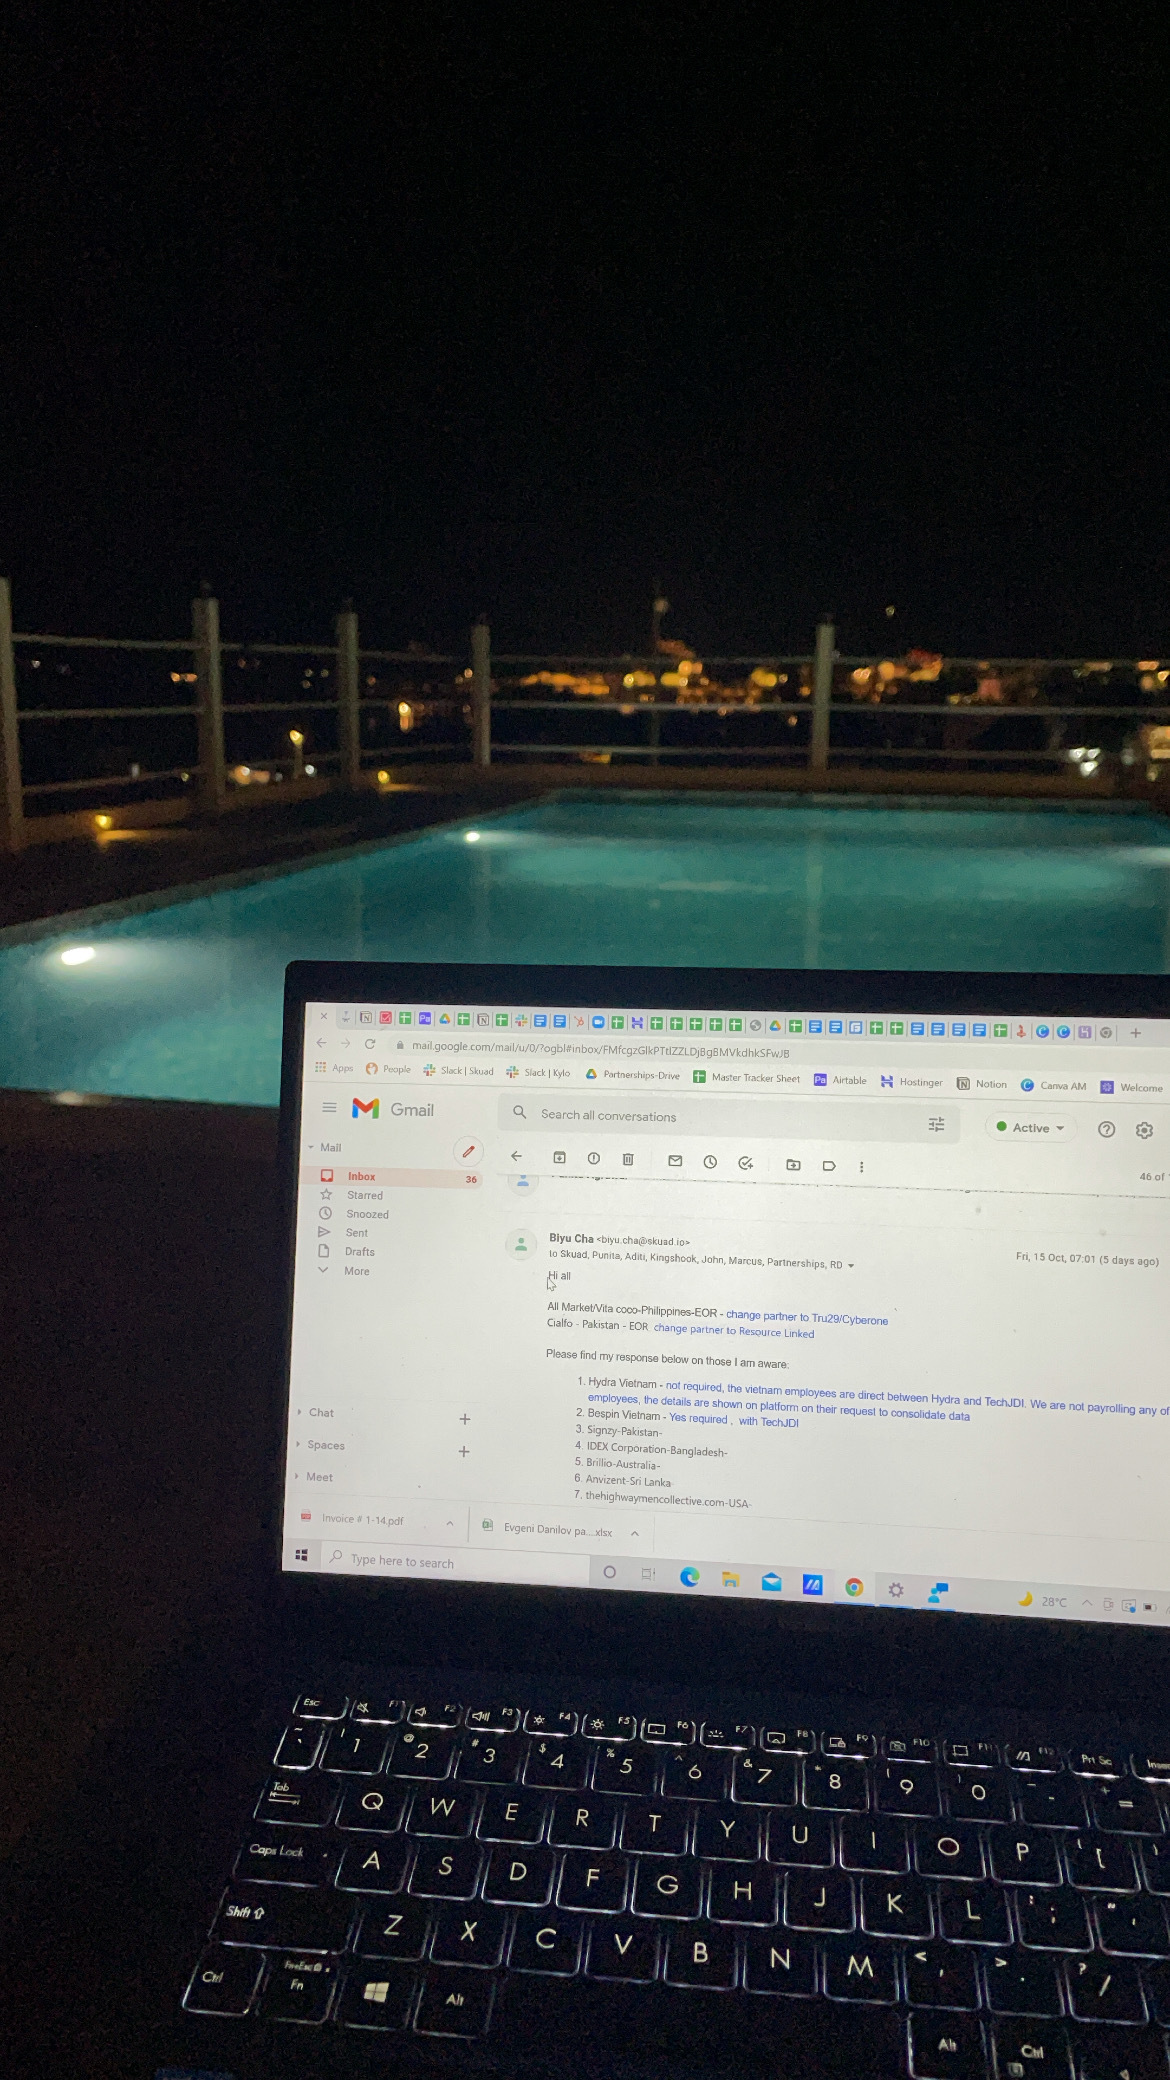 mail.google.com/mail/u/0/?ogbl#inbox/FMfcgzGlkPTtlZZLDjBgBMVkdhkSFwJB
Apps People Slack | Skuad Slack | Kylo Partnerships-Drive Master Tracker Sheet Airtable Hostinger Notion Canva AM Welcome
Gmail
Search all conversations
Active
Mail
Inbox 36
46 of
Starred
Snoozed
Sent
Drafts
More
Biyu Cha <biyu.cha@skuad.io>
to Skuad, Punita, Aditi, Kingshook, John, Marcus, Partnerships, RD
Fri, 15 Oct, 07:01 (5 days ago)
Hi all
All Market/Vita coco-Philippines-EOR - change partner to Tru29/Cyberone
Cialfo - Pakistan - EOR change partner to Resource Linked
Please find my response below on those I am aware:
1. Hydra Vietnam - not required, the vietnam employees are direct between Hydra and TechJDI. We are not payrolling any of
employees, the details are shown on platform on their request to consolidate data
2. Bespin Vietnam - Yes required , with TechJDI
3. Signzy-Pakistan-
4. IDEX Corporation-Bangladesh-
5. Brillio-Australia-
6. Anvizent-Sri Lanka
7. thehighwaymencollective.com-USA-
Chat
Spaces
Meet
Invoice # 1-14.pdf
Evgeni Danilov pa....xlsx
Type here to search
28°C
Esc F1 F2 F3 F4 F5 F6 F7 F8 F9 F10 F11 F12 Prt Sc
~ ` ! 1 @ 2 # 3 $ 4 % 5 ^ 6 & 7 * 8 ( 9 ) 0 _ - + =
Tab Q W E R T Y U I O P { [
Caps Lock A S D F G H J K L : ; " '
Shift Z X C V B N M < , > . ? /
Ctrl Fn Alt Alt Ctrl